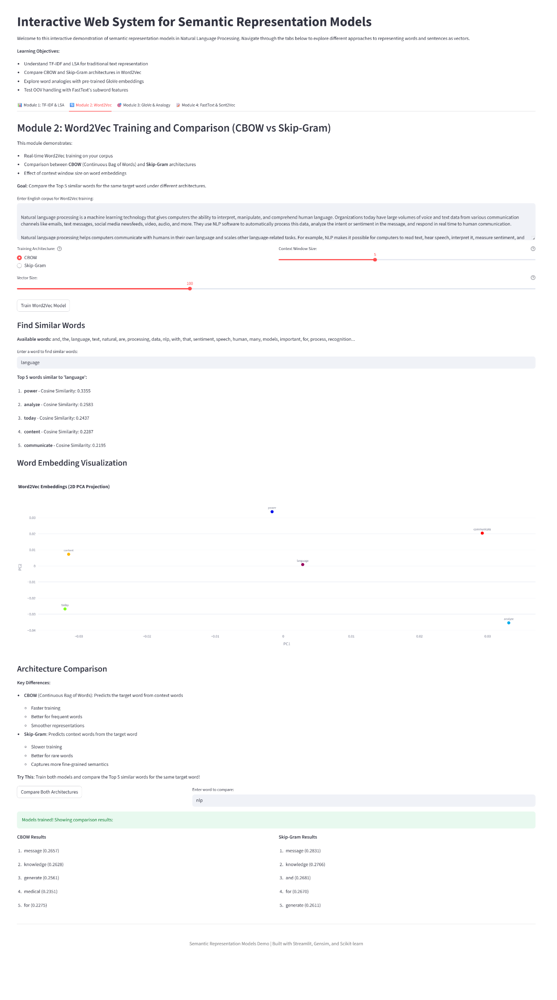 Interactive Web System for Semantic Representation Models
Welcome to this interactive demonstration of semantic representation models in Natural Language Processing. Navigate through the tabs below to explore different approaches to representing words and sentences as vectors.
Learning Objectives:
• Understand TF-IDF and LSA for traditional text representation
• Compare CBOW and Skip-Gram architectures in Word2Vec
• Explore word analogies with pre-trained GloVe embeddings
• Test OOV handling with FastText's subword features
Module 1: TF-IDF & LSA Module 2: Word2Vec Module 3: GloVe & Analogy Module 4: FastText & Sent2Vec
Module 2: Word2Vec Training and Comparison (CBOW vs Skip-Gram)
This module demonstrates:
• Real-time Word2Vec training on your corpus
• Comparison between CBOW (Continuous Bag of Words) and Skip-Gram architectures
• Effect of context window size on word embeddings
Goal: Compare the Top 5 similar words for the same target word under different architectures.
Enter English corpus for Word2Vec training:
Natural language processing is a machine learning technology that gives computers the ability to interpret, manipulate, and comprehend human language. Organizations today have large volumes of voice and text data from various communication
channels like emails, text messages, social media newsfeeds, video, audio, and more. They use NLP software to automatically process this data, analyze the intent or sentiment in the message, and respond in real time to human communication.
Natural language processing helps computers communicate with humans in their own language and scales other language-related tasks. For example, NLP makes it possible for computers to read text, hear speech, interpret it, measure sentiment, and
Training Architecture:
CBOW
Skip-Gram
Context Window Size:
5
Vector Size:
100
Train Word2Vec Model
Find Similar Words
Available words: and, the, language, text, natural, are, processing, data, nlp, with, that, sentiment, speech, human, many, models, important, for, process, recognition...
Enter a word to find similar words:
language
Top 5 words similar to 'language':
1. power - Cosine Similarity: 0.3355
2. analyze - Cosine Similarity: 0.2583
3. today - Cosine Similarity: 0.2437
4. content - Cosine Similarity: 0.2287
5. communicate - Cosine Similarity: 0.2195
Word Embedding Visualization
Word2Vec Embeddings (2D PCA Projection)
power
0.03
communicate
0.02
0.01
content
language
0
PC2
−0.01
−0.02
today
−0.03
analyze
−0.04
−0.03 −0.02 −0.01 0 0.01 0.02 0.03
PC1
Architecture Comparison
Key Differences:
• CBOW (Continuous Bag of Words): Predicts the target word from context words
◦ Faster training
◦ Better for frequent words
◦ Smoother representations
• Skip-Gram: Predicts context words from the target word
◦ Slower training
◦ Better for rare words
◦ Captures more fine-grained semantics
Try This: Train both models and compare the Top 5 similar words for the same target word!
Compare Both Architectures
Enter word to compare:
nlp
Models trained! Showing comparison results:
CBOW Results
1. message (0.2657)
2. knowledge (0.2628)
3. generate (0.2561)
4. medical (0.2351)
5. for (0.2275)
Skip-Gram Results
1. message (0.2831)
2. knowledge (0.2766)
3. and (0.2681)
4. for (0.2670)
5. generate (0.2611)
Semantic Representation Models Demo | Built with Streamlit, Gensim, and Scikit-learn